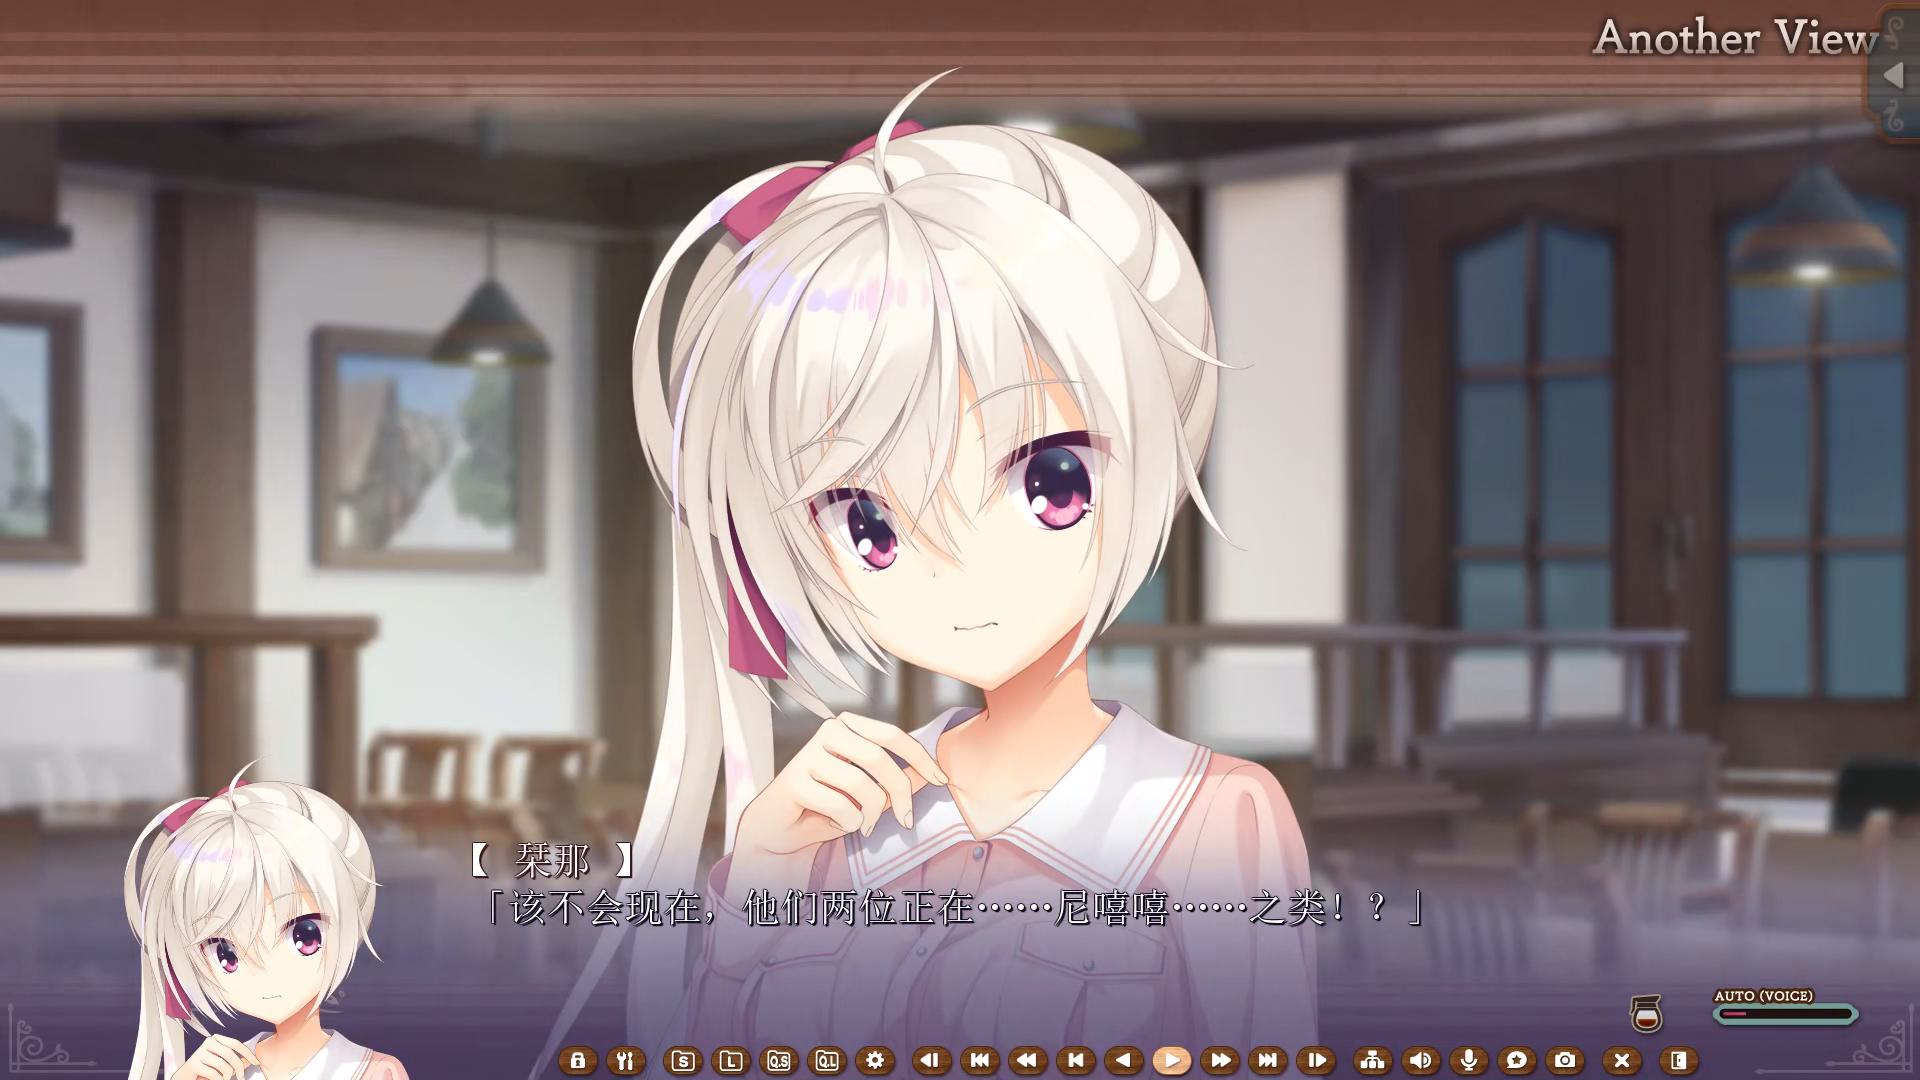 Another View
【 栞那 】
「该不会现在，他们两位正在……尼嘻嘻……之类！？」
AUTO (VOICE)
S
L
Q.S
Q.L